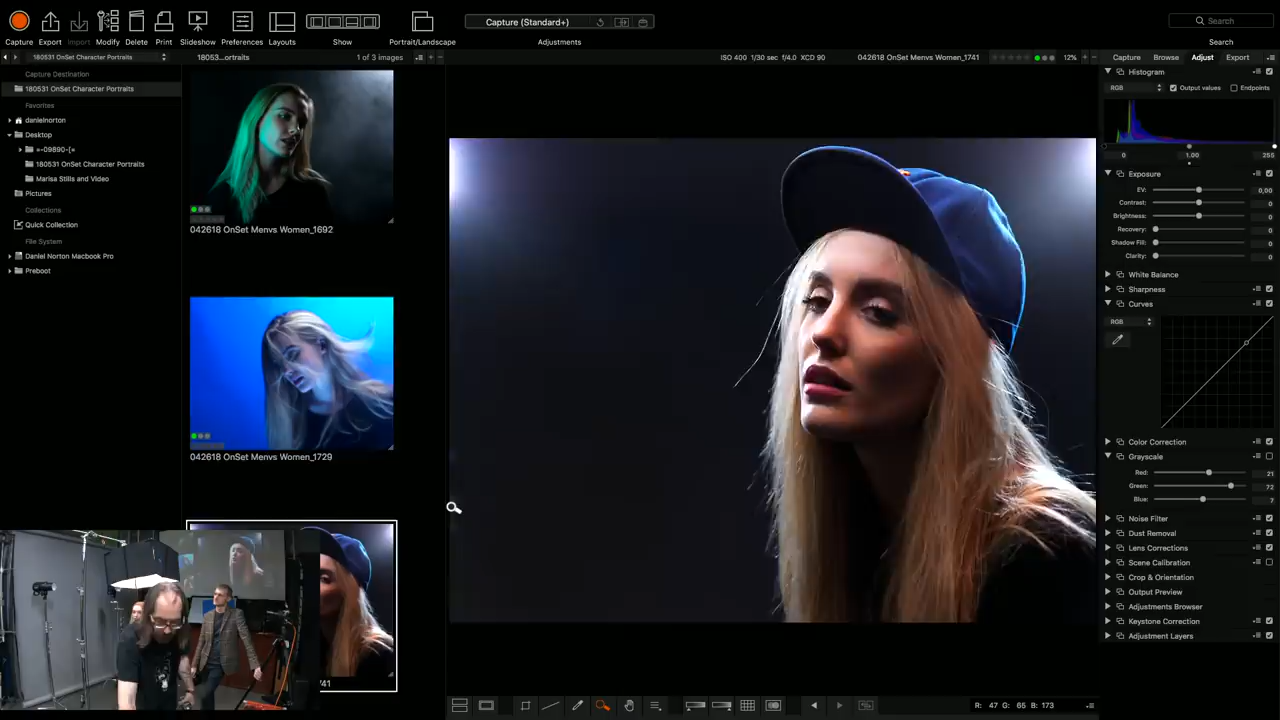 Capture Export Import Modify Delete Print Slideshow Preferences Layouts Show Portrait/Landscape
Capture (Standard+)
Adjustments
Search
Search
180531 OnSet Character Portraits
18053...ortraits 1 of 3 images
ISO 400 1/30 sec f/4.0 XCD 90 042618 OnSet Menvs Women_1741 12%
Capture Browse Adjust Export
Capture Destination
180531 OnSet Character Portraits
Favorites
danielnorton
Desktop
=-09890-[=
180531 OnSet Character Portraits
Marisa Stills and Video
Pictures
Collections
Quick Collection
File System
Daniel Norton Macbook Pro
Preboot
042618 OnSet Menvs Women_1692
042618 OnSet Menvs Women_1729
741
Histogram
RGB Output values Endpoints
0 1.00 255
Exposure
EV: 0,00
Contrast: 0
Brightness: 0
Recovery: 0
Shadow Fill: 0
Clarity: 0
White Balance
Sharpness
Curves
RGB
Color Correction
Grayscale
Red: 21
Green: 72
Blue: 7
Noise Filter
Dust Removal
Lens Corrections
Scene Calibration
Crop & Orientation
Output Preview
Adjustments Browser
Keystone Correction
Adjustment Layers
R: 47 G: 65 B: 173